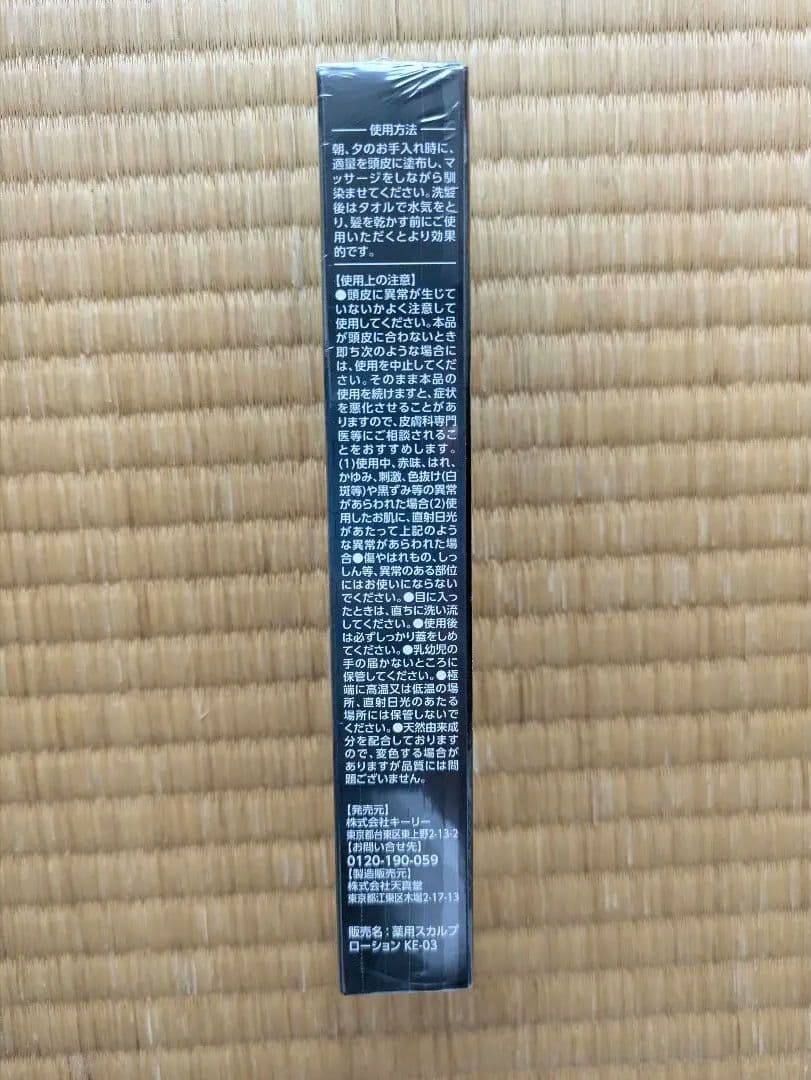 使用方法
朝、夕のお手入れ時に、
適量を頭皮に塗布し、マ
ッサージをしながら馴
染ませてください。洗髪
後はタオルで水気をと
り、髪を乾かす前にご使
用いただくとより効果
的です。
【使用上の注意】
●頭皮に異常が生じて
いないかよく注意して
使用してください。本品
が頭皮に合わないとき
即ち次のような場合に
は、使用を中止してくだ
さい。そのまま本品の
使用を続けますと、症状
を悪化させることがあ
りますので、皮膚科専門
医等にご相談されるこ
とをおすすめします。
(1)使用中、赤味、はれ、
かゆみ、刺激、色抜け(白
斑等)や黒ずみ等の異常
があらわれた場合(2)使
用したお肌に、直射日光
があたって上記のよう
な異常があらわれた場
合●傷やはれもの、しっ
しん等、異常のある部位
にはお使いにならない
でください。●目に入っ
たときは、直ちに洗い流
してください。●使用後
は必ずしっかり蓋をしめ
てください。●乳幼児の
手の届かないところに
保管してください。●極
端に高温又は低温の場
所、直射日光のあたる
場所には保管しないで
ください。●天然由来成
分を配合しております
ので、変色する場合が
ありますが品質には問
題ございません。
【発売元】
株式会社キーリー
東京都台東区東上野2-13-2
【お問い合せ先】
0120-190-059
【製造販売元】
株式会社天真堂
東京都江東区木場2-17-13
販売名：薬用スカルプ
ローション KE-03